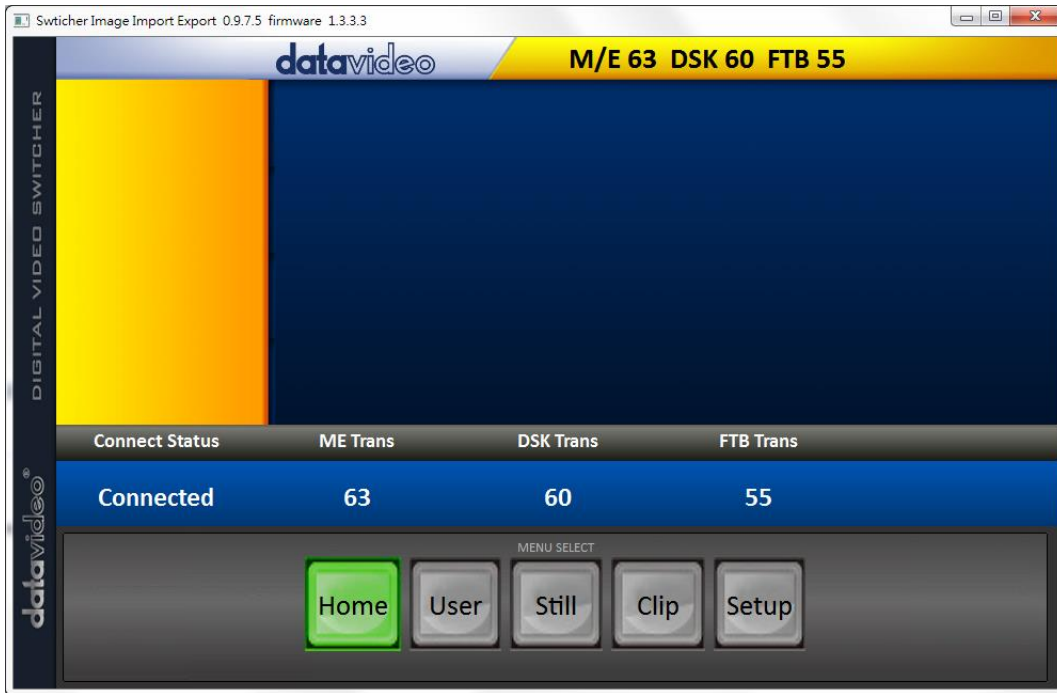 Swticher Image Import Export 0.9.7.5 firmware 1.3.3.3
datavideo
M/E 63 DSK 60 FTB 55
DIGITAL VIDEO SWITCHER
datavideo®
Connect Status ME Trans DSK Trans FTB Trans
Connected 63 60 55
MENU SELECT
Home User Still Clip Setup